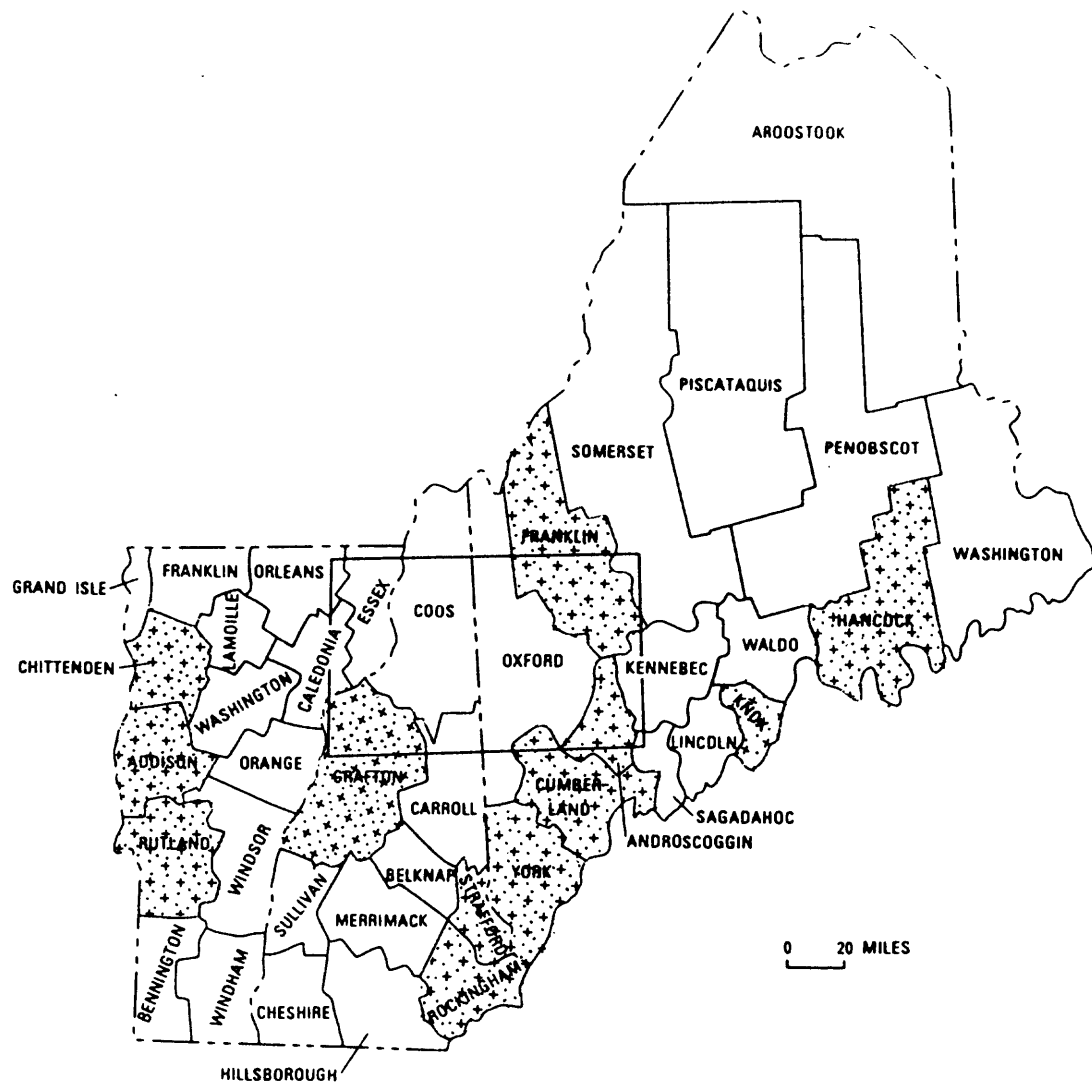 AROOSTOOK
PISCATAQUIS
SOMERSET
PENOBSCOT
FRANKLIN
WASHINGTON
GRAND ISLE
FRANKLIN
ORLEANS
ESSEX
COOS
HANCOCK
LAMOILLE
CHITTENDEN
CALEDONIA
OXFORD
KENNEBEC
WALDO
WASHINGTON
KNOX
LINCOLN
ADDISON
ORANGE
GRAFTON
CUMBER
LAND
CARROLL
SAGADAHOC
ANDROSCOGGIN
RUTLAND
WINDSOR
BELKNAP
YORK
SULLIVAN
STRAFFORD
MERRIMACK
0 20 MILES
BENNINGTON
WINDHAM
CHESHIRE
ROCKINGHAM
HILLSBOROUGH